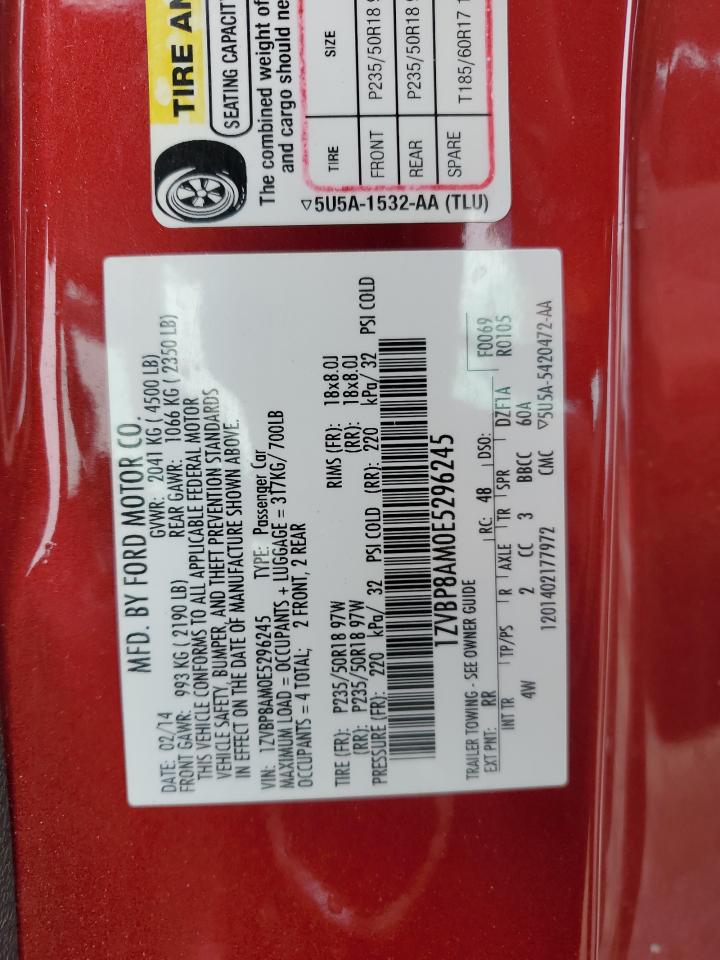 MFD. BY FORD MOTOR CO.
DATE: 02/14 GVWR: 2041 KG ( 4500 LB)
FRONT GAWR: 993 KG ( 2190 LB) REAR GAWR: 1066 KG ( 2350 LB)
THIS VEHICLE CONFORMS TO ALL APPLICABLE FEDERAL MOTOR
VEHICLE SAFETY, BUMPER, AND THEFT PREVENTION STANDARDS
IN EFFECT ON THE DATE OF MANUFACTURE SHOWN ABOVE.
VIN: 1ZVBP8AM0E5296245 TYPE: Passenger Car
MAXIMUM LOAD = OCCUPANTS + LUGGAGE = 317KG/ 700LB
OCCUPANTS = 4 TOTAL; 2 FRONT, 2 REAR
TIRE (FR): P235/50R18 97W RIMS (FR): 18x8.0J
(RR): P235/50R18 97W (RR): 18x8.0J
PRESSURE (FR): 220 kPa/ 32 PSI COLD (RR): 220 kPa/ 32 PSI COLD
1ZVBP8AM0E5296245
TRAILER TOWING - SEE OWNER GUIDE
EXT PNT: RR RC: 48 DSO: F0069
R0105
INT TR TP/PS R AXLE TR SPR DZF1A
4W 2 CC 3 BBCC 60A
1201402177972 CMC ▽5U5A-5420472-AA
TIRE AN
SEATING CAPACITY
The combined weight of
and cargo should ne
TIRE SIZE
FRONT P235/50R18
REAR P235/50R18
SPARE T185/60R17
▽5U5A-1532-AA (TLU)